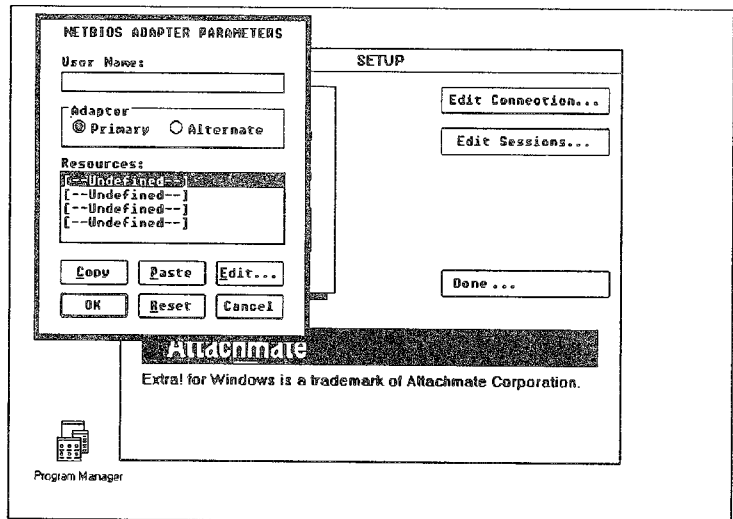 NETBIOS ADAPTER PARAMETERS
User Name:
Adapter
Primary Alternate
Resources:
[--Undefined--]
[--Undefined--]
[--Undefined--]
[--Undefined--]
Copy Paste Edit...
OK Reset Cancel
SETUP
Edit Connection...
Edit Sessions...
Done ...
Attachmate
Extra! for Windows is a trademark of Attachmate Corporation.
Program Manager